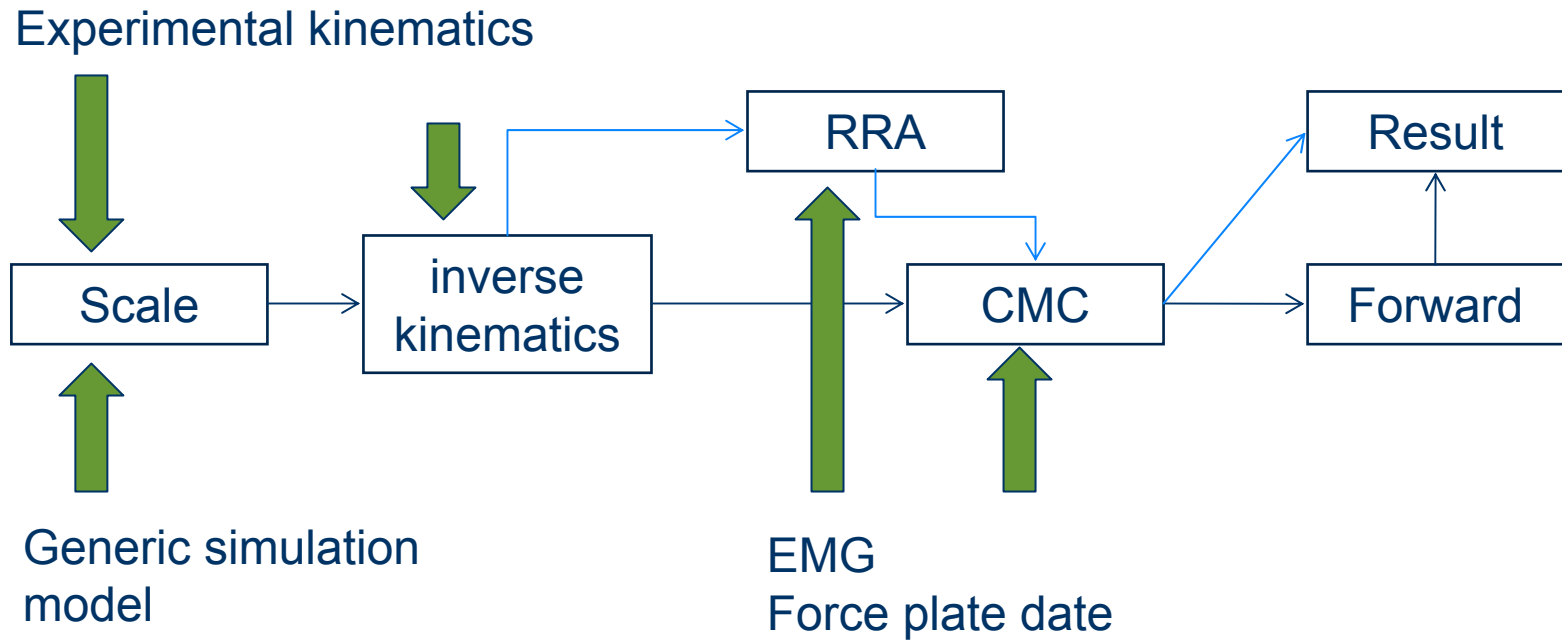 Experimental kinematics
RRA
Result
Scale
inverse
kinematics
CMC
Forward
Generic simulation
model
EMG
Force plate date